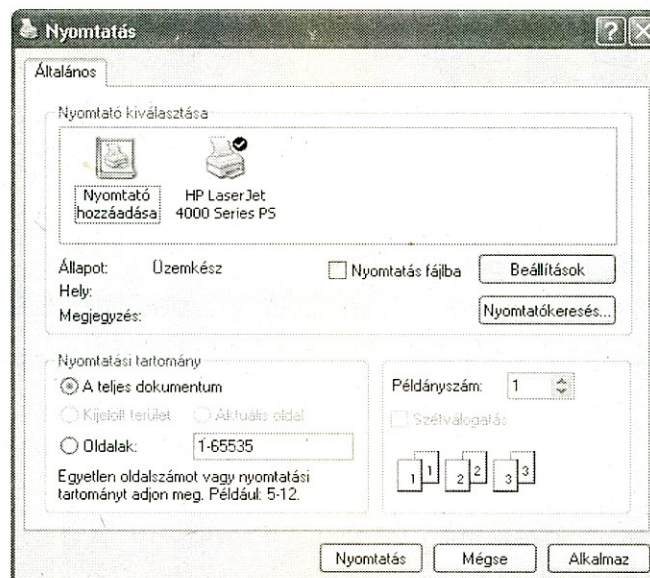 Nyomtatás
Általános
Nyomtató kiválasztása
Nyomtató hozzáadása
HP LaserJet 4000 Series PS
Állapot: Üzemkész
Hely:
Megjegyzés:
Nyomtatás fájlba
Beállítások
Nyomtatókeresés...
Nyomtatási tartomány
A teljes dokumentum
Kijelölt terület
Aktuális oldal
Oldalak: 1-65535
Egyetlen oldalszámot vagy nyomtatási
tartományt adjon meg. Például: 5-12.
Példányszám: 1
Szétválogatás
1 1 2 2 3 3
Nyomtatás
Mégse
Alkalmaz